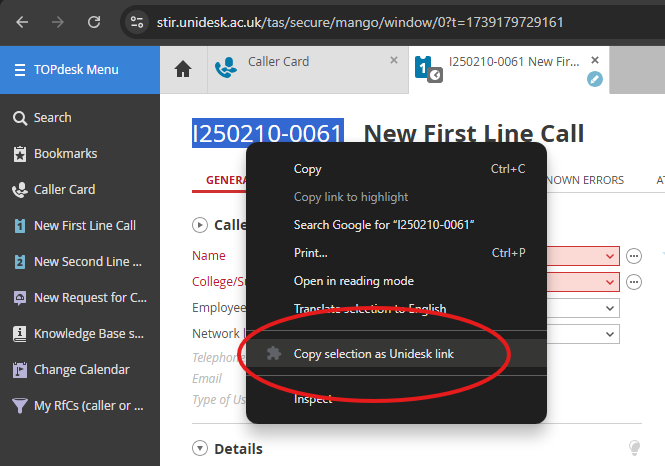 stir.unidesk.ac.uk/tas/secure/mango/window/0?t=1739179729161
TOPdesk Menu
Caller Card
1
I250210-0061 New Fir...
Search
Bookmarks
Caller Card
1 New First Line Call
2 New Second Line ...
New Request for C...
Knowledge Base s...
Change Calendar
My RfCs (caller or ...
I250210-0061 New First Line Call
GENERA
NOWN ERRORS
AT
Calle
Name
College/Su
Employee
Network l
Telephone
Email
Type of Us
Copy Ctrl+C
Copy link to highlight
Search Google for “I250210-0061”
Print... Ctrl+P
Open in reading mode
Translate selection to English
Copy selection as Unidesk link
Inspect
Details